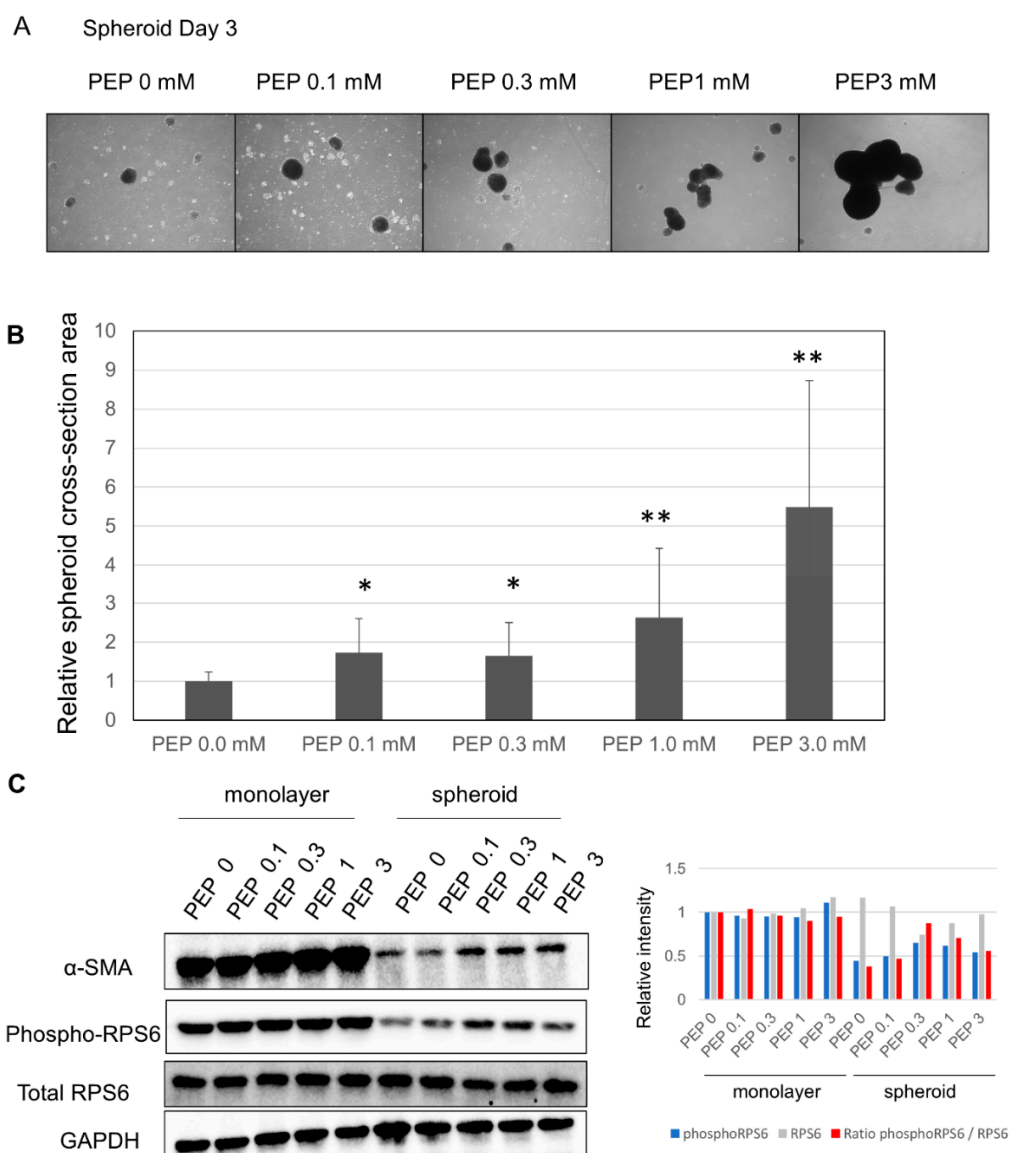 A Spheroid Day 3
PEP 0 mM PEP 0.1 mM PEP 0.3 mM PEP1 mM PEP3 mM
B
Relative spheroid cross-section area
10
9
8
7
6
5
4
3
2
1
0
* * ** **
PEP 0.0 mM PEP 0.1 mM PEP 0.3 mM PEP 1.0 mM PEP 3.0 mM
C
monolayer spheroid
PEP 0 PEP 0.1 PEP 0.3 PEP 1 PEP 3 PEP 0 PEP 0.1 PEP 0.3 PEP 1 PEP 3
α-SMA
Phospho-RPS6
Total RPS6
GAPDH
Relative intensity
1.5
1
0.5
0
PEP 0 PEP 0.1 PEP 0.3 PEP 1 PEP 3 PEP 0 PEP 0.1 PEP 0.3 PEP 1 PEP 3
monolayer spheroid
phosphoRPS6 RPS6 Ratio phosphoRPS6 / RPS6